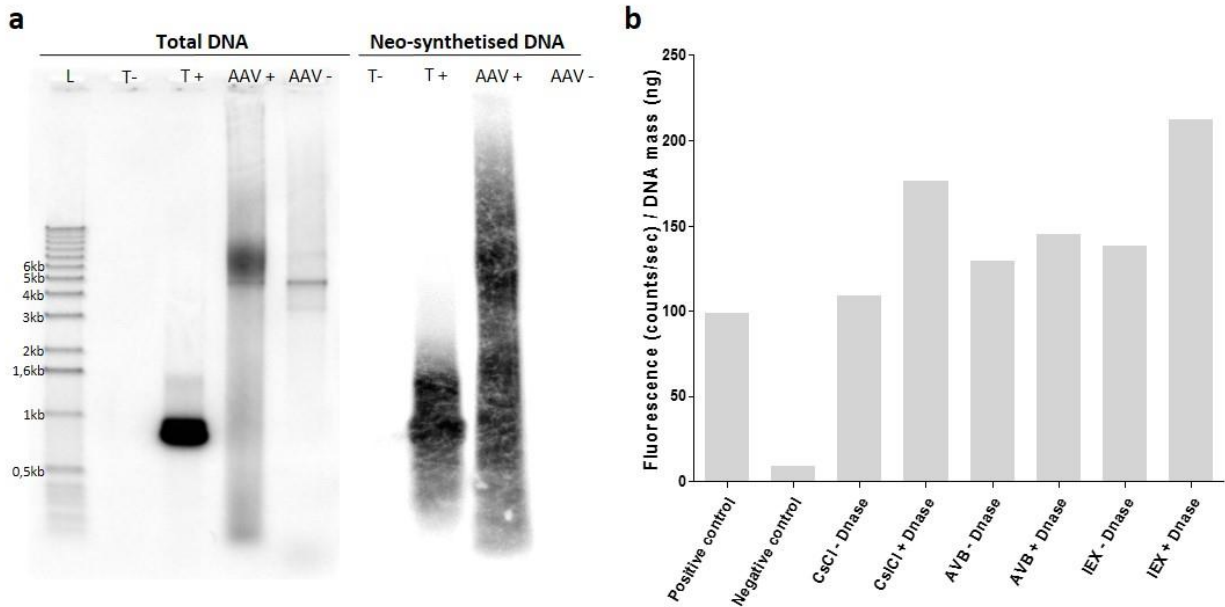 a
Total DNA
Neo-synthetised DNA
L T- T + AAV + AAV -
T- T + AAV + AAV -
6kb
5kb
4kb
3kb
2kb
1,6kb
1kb
0,5kb
b
Fluorescence (counts/sec) / DNA mass (ng)
250
200
150
100
50
0
Positive control
Negative control
CsCl - Dnase
CslCl + Dnase
AVB - Dnase
AVB + Dnase
IEX - Dnase
IEX + Dnase